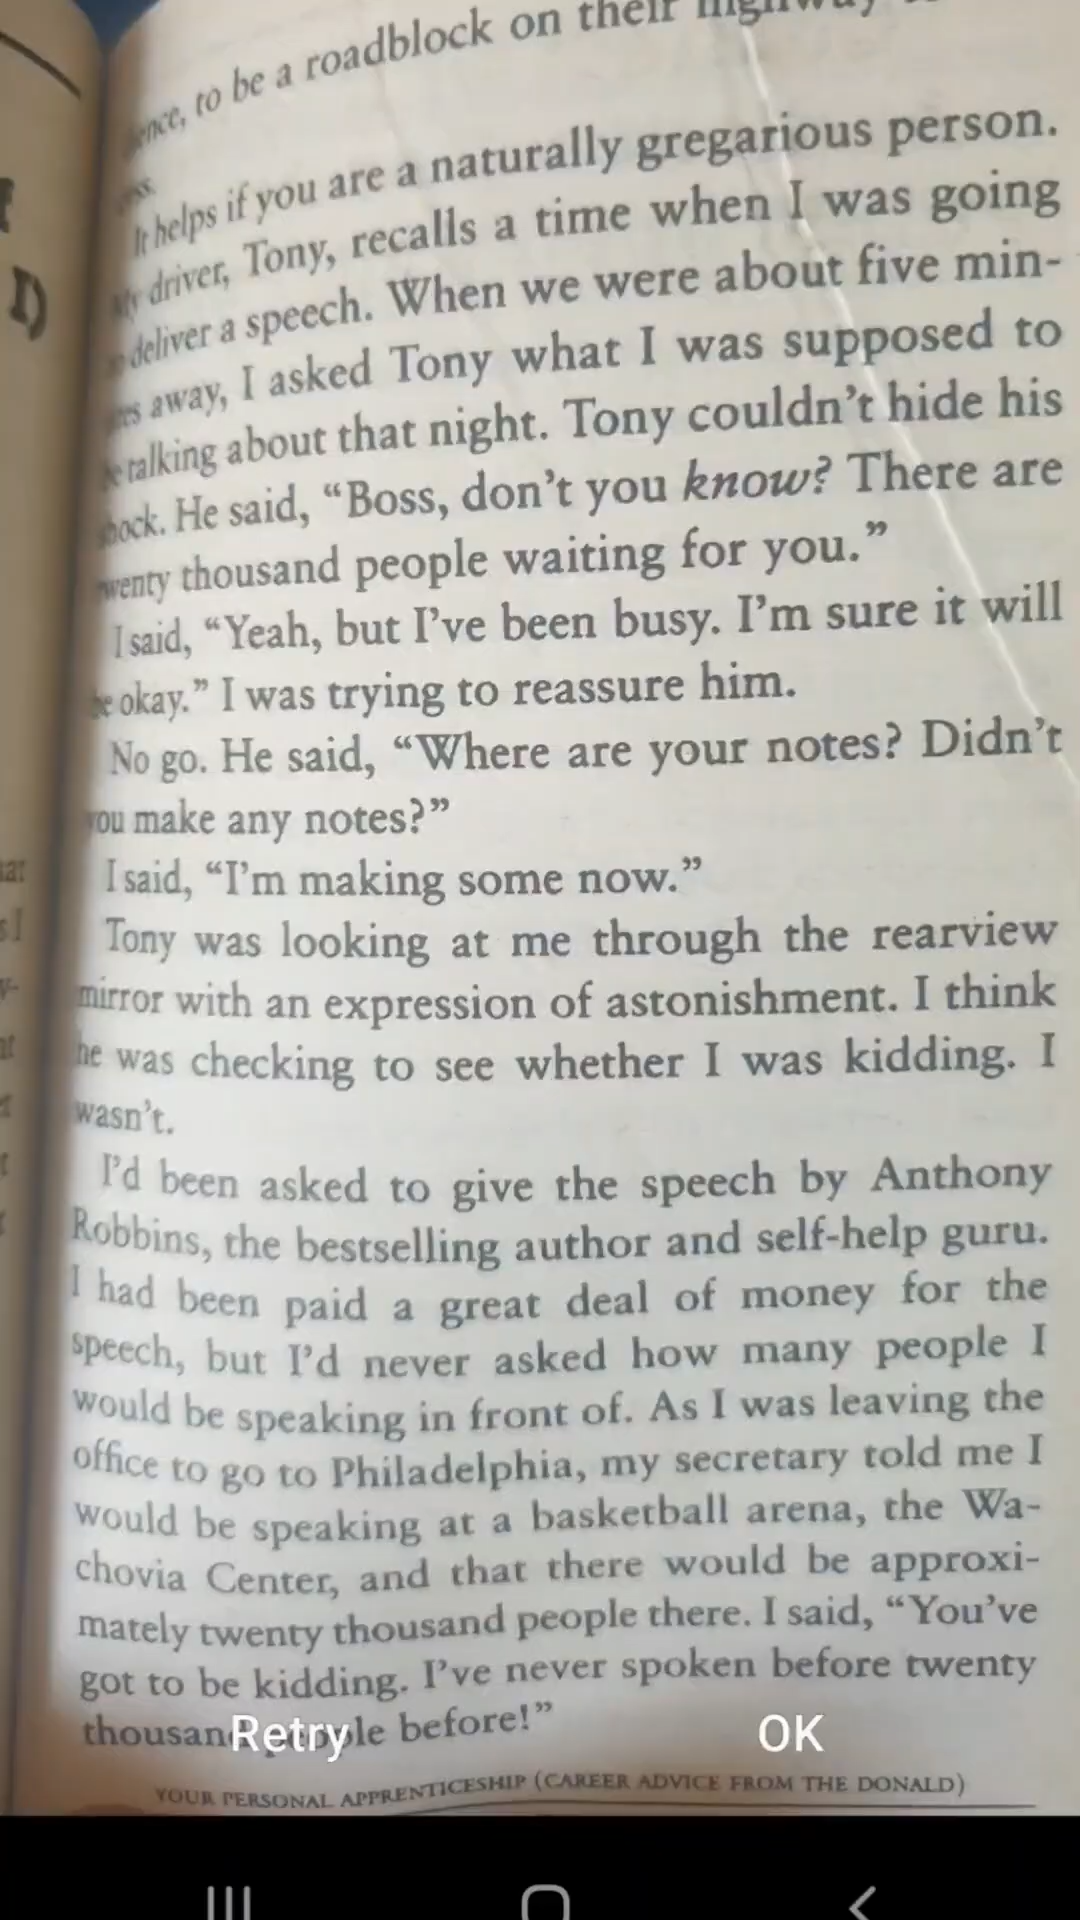 to be a roadblock on their
It helps if you are a naturally gregarious person.
My driver, Tony, recalls a time when I was going
deliver a speech. When we were about five min-
away, I asked Tony what I was supposed to
talking about that night. Tony couldn't hide his
He said, "Boss, don't you know? There are
twenty thousand people waiting for you."
I said, "Yeah, but I've been busy. I'm sure it will
be okay." I was trying to reassure him.
No go. He said, "Where are your notes? Didn't
you make any notes?"
I said, "I'm making some now."
Tony was looking at me through the rearview
mirror with an expression of astonishment. I think
he was checking to see whether I was kidding. I
wasn't.
I'd been asked to give the speech by Anthony
Robbins, the bestselling author and self-help guru.
I had been paid a great deal of money for the
speech, but I'd never asked how many people I
would be speaking in front of. As I was leaving the
office to go to Philadelphia, my secretary told me I
would be speaking at a basketball arena, the Wa-
chovia Center, and that there would be approxi-
mately twenty thousand people there. I said, "You've
got to be kidding. I've never spoken before twenty
thousand people before!"
Retry OK
YOUR PERSONAL APPRENTICESHIP (CAREER ADVICE FROM THE DONALD)